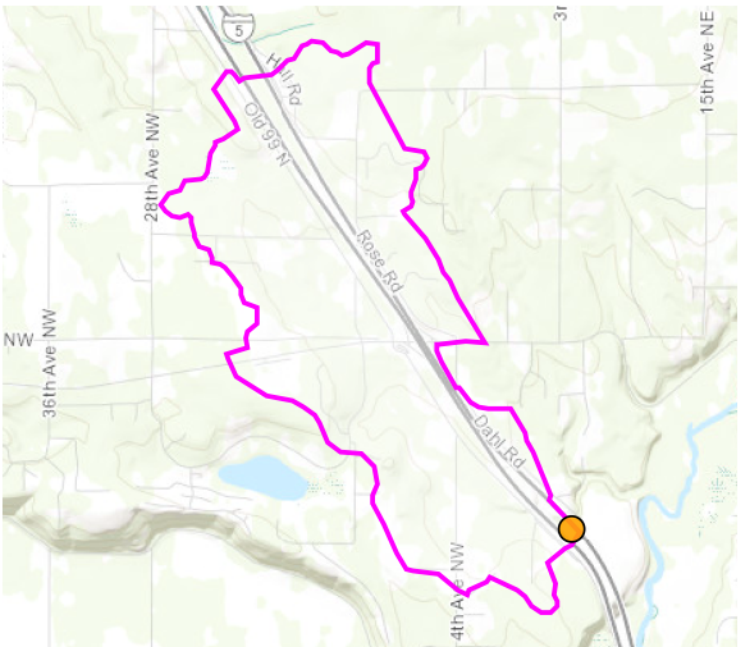 5
Hill Rd
Old 99 N
15th Ave NE
28th Ave NW
Rose Rd
NW
36th Ave NW
Dahl Rd
4th Ave NW